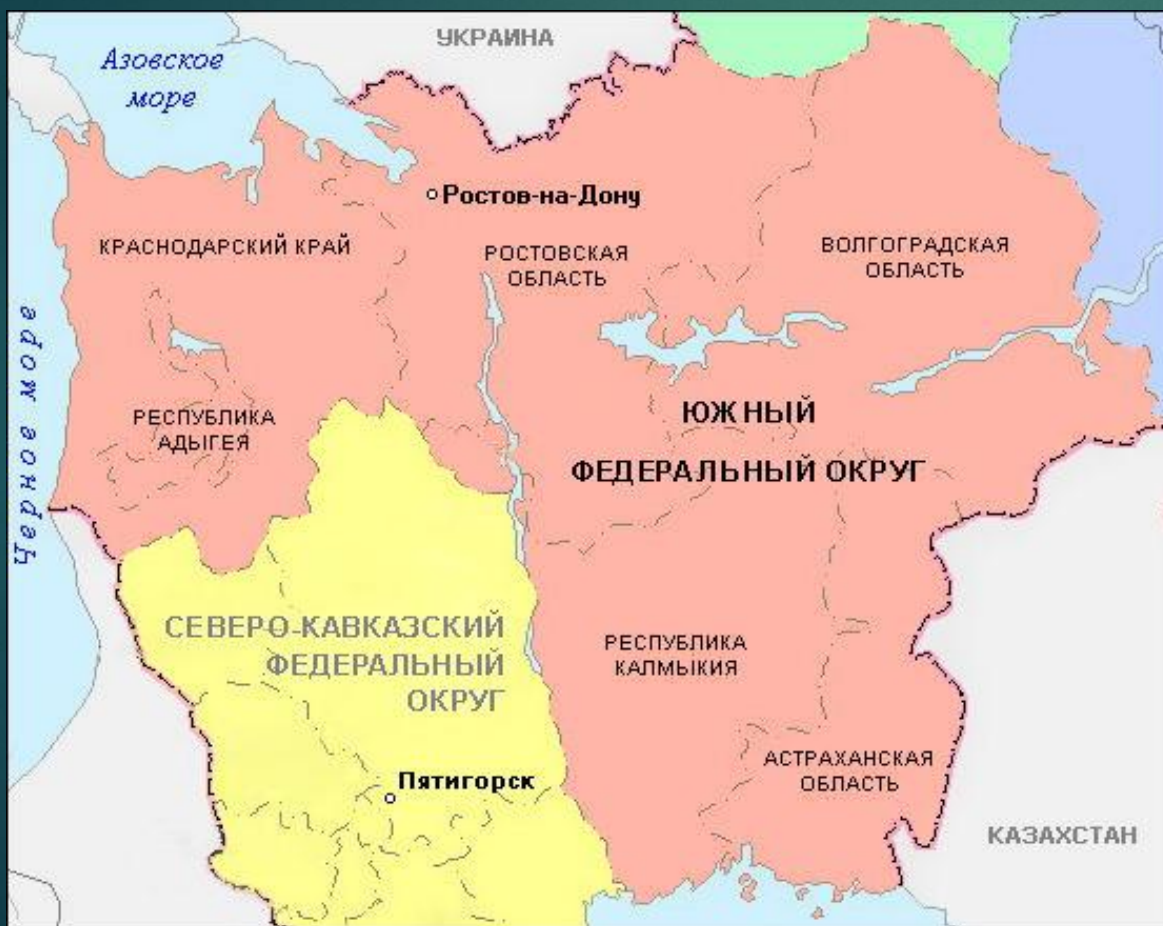 УКРАИНА
Азовское
море
Ростов-на-Дону
КРАСНОДАРСКИЙ КРАЙ
РОСТОВСКАЯ
ОБЛАСТЬ
ВОЛГОГРАДСКАЯ
ОБЛАСТЬ
Черное море
РЕСПУБЛИКА
АДЫГЕЯ
ЮЖНЫЙ
ФЕДЕРАЛЬНЫЙ ОКРУГ
СЕВЕРО-КАВКАЗСКИЙ
ФЕДЕРАЛЬНЫЙ
ОКРУГ
РЕСПУБЛИКА
КАЛМЫКИЯ
Пятигорск
АСТРАХАНСКАЯ
ОБЛАСТЬ
КАЗАХСТАН